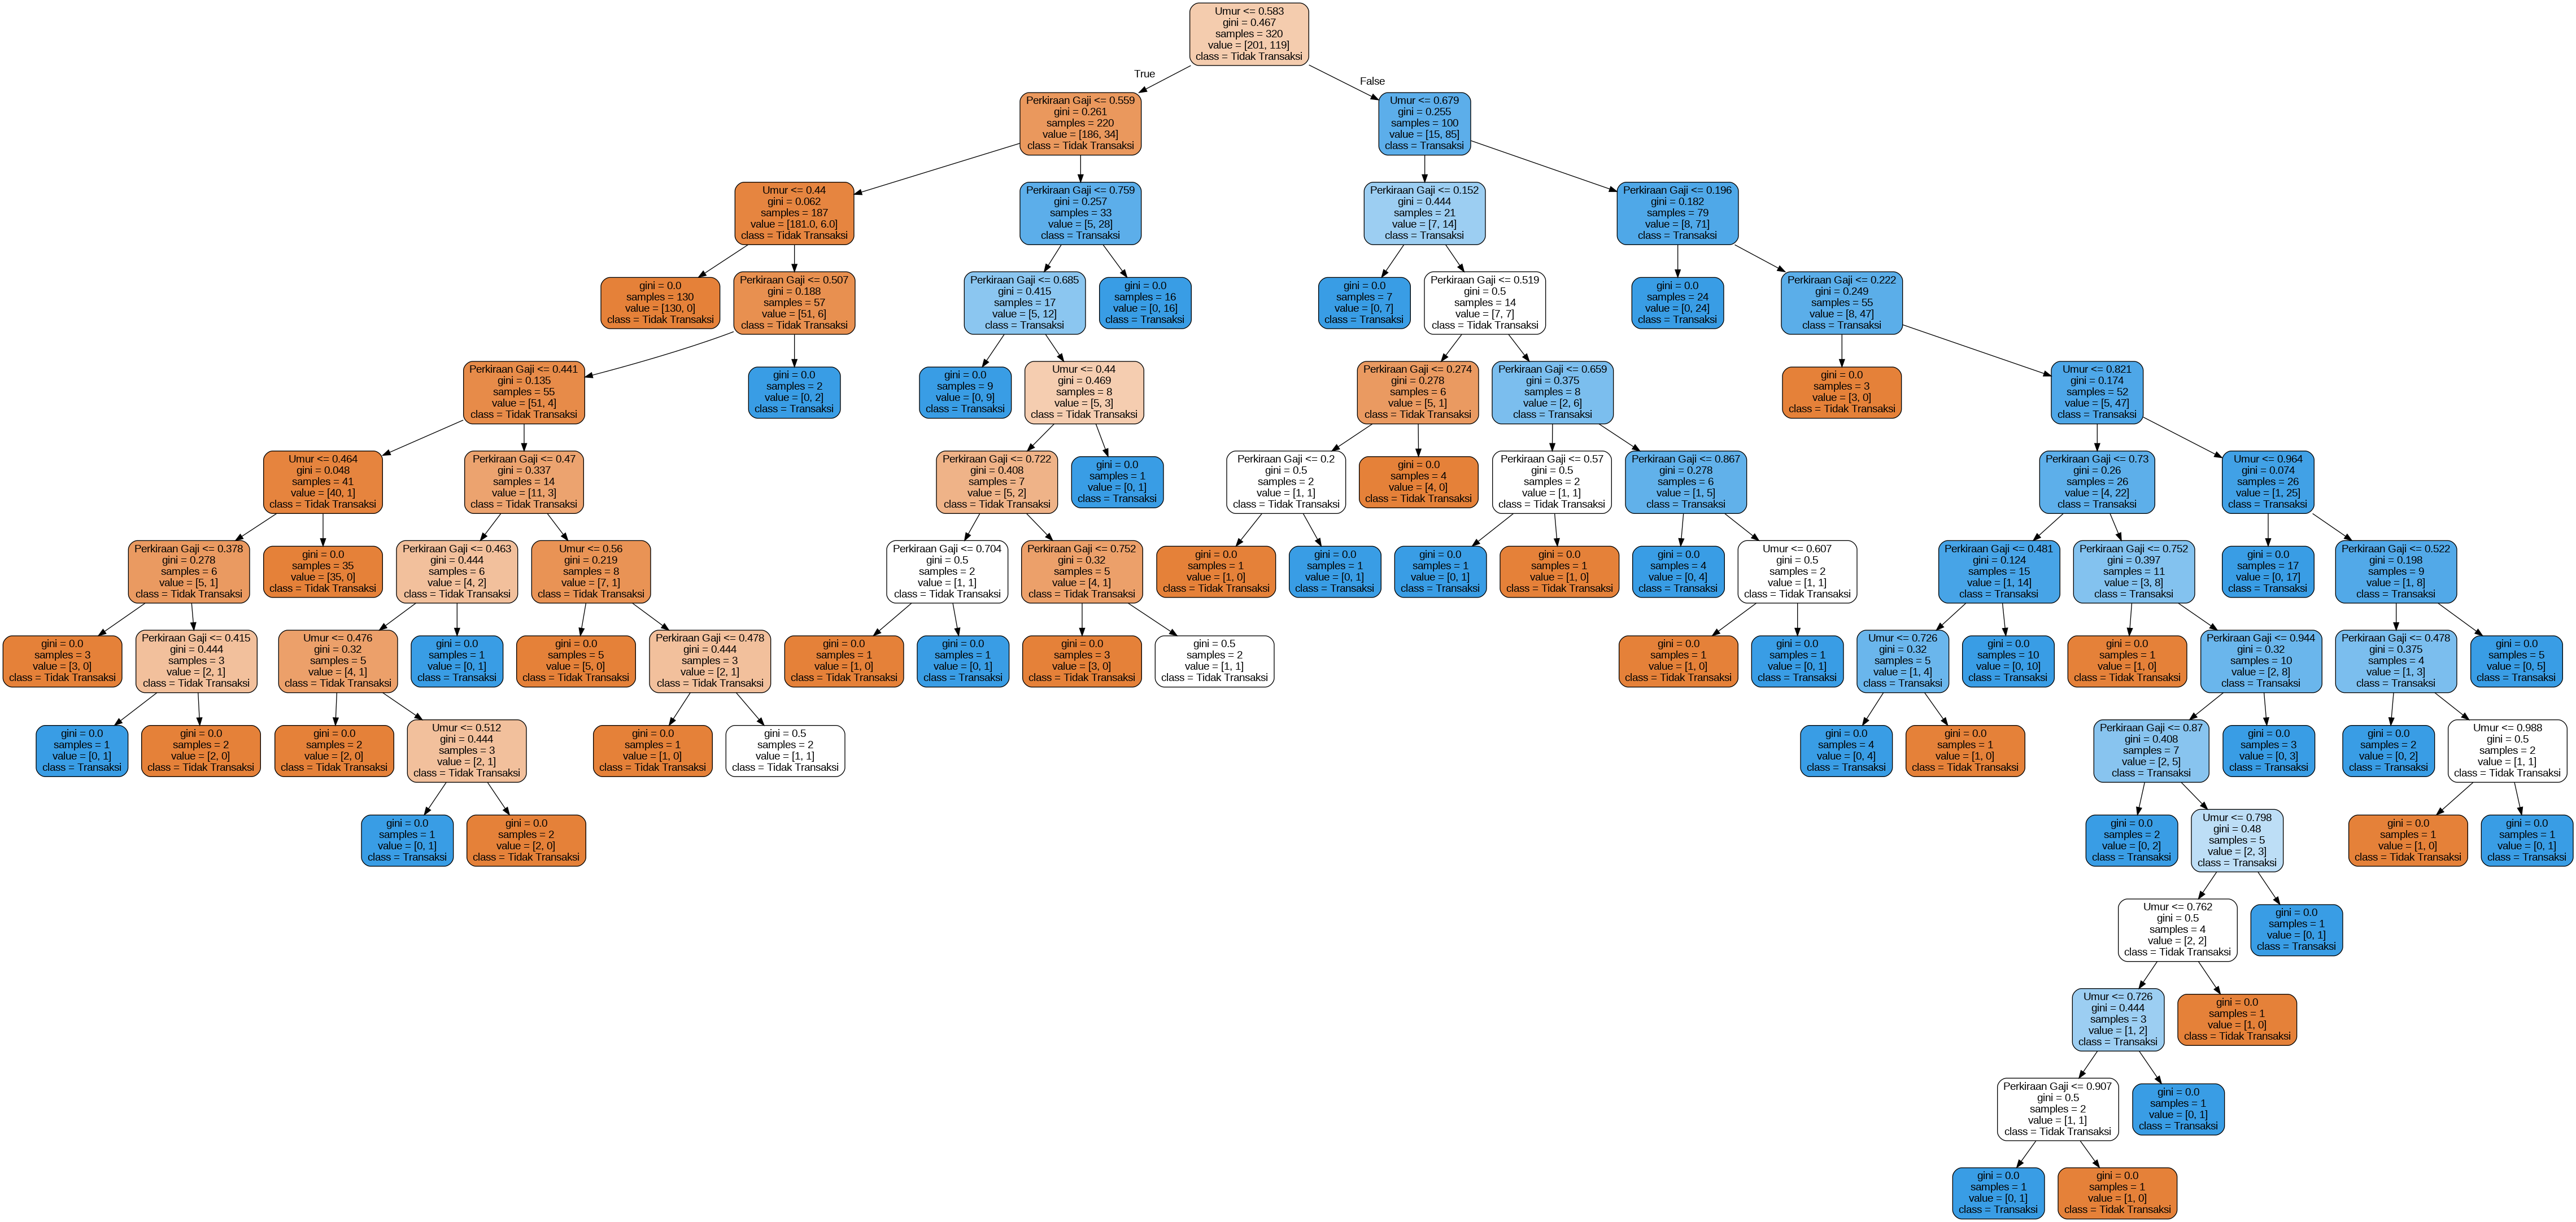 Umur <= 0.583
gini = 0.467
samples = 320
value = [201, 119]
class = Tidak Transaksi
True
False
Perkiraan Gaji <= 0.559
gini = 0.261
samples = 220
value = [186, 34]
class = Tidak Transaksi
Umur <= 0.679
gini = 0.255
samples = 100
value = [15, 85]
class = Transaksi
Umur <= 0.44
gini = 0.062
samples = 187
value = [181.0, 6.0]
class = Tidak Transaksi
Perkiraan Gaji <= 0.759
gini = 0.257
samples = 33
value = [5, 28]
class = Transaksi
Perkiraan Gaji <= 0.152
gini = 0.444
samples = 21
value = [7, 14]
class = Transaksi
Perkiraan Gaji <= 0.196
gini = 0.182
samples = 79
value = [8, 71]
class = Transaksi
gini = 0.0
samples = 130
value = [130, 0]
class = Tidak Transaksi
Perkiraan Gaji <= 0.507
gini = 0.188
samples = 57
value = [51, 6]
class = Tidak Transaksi
Perkiraan Gaji <= 0.685
gini = 0.415
samples = 17
value = [5, 12]
class = Transaksi
gini = 0.0
samples = 16
value = [0, 16]
class = Transaksi
gini = 0.0
samples = 7
value = [0, 7]
class = Transaksi
Perkiraan Gaji <= 0.519
gini = 0.5
samples = 14
value = [7, 7]
class = Tidak Transaksi
gini = 0.0
samples = 24
value = [0, 24]
class = Transaksi
Perkiraan Gaji <= 0.222
gini = 0.249
samples = 55
value = [8, 47]
class = Transaksi
Perkiraan Gaji <= 0.441
gini = 0.135
samples = 55
value = [51, 4]
class = Tidak Transaksi
gini = 0.0
samples = 2
value = [0, 2]
class = Transaksi
gini = 0.0
samples = 9
value = [0, 9]
class = Transaksi
Umur <= 0.44
gini = 0.469
samples = 8
value = [5, 3]
class = Tidak Transaksi
Perkiraan Gaji <= 0.274
gini = 0.278
samples = 6
value = [5, 1]
class = Tidak Transaksi
Perkiraan Gaji <= 0.659
gini = 0.375
samples = 8
value = [2, 6]
class = Transaksi
gini = 0.0
samples = 3
value = [3, 0]
class = Tidak Transaksi
Umur <= 0.821
gini = 0.174
samples = 52
value = [5, 47]
class = Transaksi
Umur <= 0.464
gini = 0.048
samples = 41
value = [40, 1]
class = Tidak Transaksi
Perkiraan Gaji <= 0.47
gini = 0.337
samples = 14
value = [11, 3]
class = Tidak Transaksi
Perkiraan Gaji <= 0.722
gini = 0.408
samples = 7
value = [5, 2]
class = Tidak Transaksi
gini = 0.0
samples = 1
value = [0, 1]
class = Transaksi
Perkiraan Gaji <= 0.2
gini = 0.5
samples = 2
value = [1, 1]
class = Tidak Transaksi
gini = 0.0
samples = 4
value = [4, 0]
class = Tidak Transaksi
Perkiraan Gaji <= 0.57
gini = 0.5
samples = 2
value = [1, 1]
class = Tidak Transaksi
Perkiraan Gaji <= 0.867
gini = 0.278
samples = 6
value = [1, 5]
class = Transaksi
Perkiraan Gaji <= 0.73
gini = 0.26
samples = 26
value = [4, 22]
class = Transaksi
Umur <= 0.964
gini = 0.074
samples = 26
value = [1, 25]
class = Transaksi
Perkiraan Gaji <= 0.378
gini = 0.278
samples = 6
value = [5, 1]
class = Tidak Transaksi
gini = 0.0
samples = 35
value = [35, 0]
class = Tidak Transaksi
Perkiraan Gaji <= 0.463
gini = 0.444
samples = 6
value = [4, 2]
class = Tidak Transaksi
Umur <= 0.56
gini = 0.219
samples = 8
value = [7, 1]
class = Tidak Transaksi
Perkiraan Gaji <= 0.704
gini = 0.5
samples = 2
value = [1, 1]
class = Tidak Transaksi
Perkiraan Gaji <= 0.752
gini = 0.32
samples = 5
value = [4, 1]
class = Tidak Transaksi
gini = 0.0
samples = 1
value = [1, 0]
class = Tidak Transaksi
gini = 0.0
samples = 1
value = [0, 1]
class = Transaksi
gini = 0.0
samples = 1
value = [0, 1]
class = Transaksi
gini = 0.0
samples = 1
value = [1, 0]
class = Tidak Transaksi
gini = 0.0
samples = 4
value = [0, 4]
class = Transaksi
Umur <= 0.607
gini = 0.5
samples = 2
value = [1, 1]
class = Tidak Transaksi
Perkiraan Gaji <= 0.481
gini = 0.124
samples = 15
value = [1, 14]
class = Transaksi
Perkiraan Gaji <= 0.752
gini = 0.397
samples = 11
value = [3, 8]
class = Transaksi
gini = 0.0
samples = 17
value = [0, 17]
class = Transaksi
Perkiraan Gaji <= 0.522
gini = 0.198
samples = 9
value = [1, 8]
class = Transaksi
gini = 0.0
samples = 3
value = [3, 0]
class = Tidak Transaksi
Perkiraan Gaji <= 0.415
gini = 0.444
samples = 3
value = [2, 1]
class = Tidak Transaksi
Umur <= 0.476
gini = 0.32
samples = 5
value = [4, 1]
class = Tidak Transaksi
gini = 0.0
samples = 1
value = [0, 1]
class = Transaksi
gini = 0.0
samples = 5
value = [5, 0]
class = Tidak Transaksi
Perkiraan Gaji <= 0.478
gini = 0.444
samples = 3
value = [2, 1]
class = Tidak Transaksi
gini = 0.0
samples = 1
value = [1, 0]
class = Tidak Transaksi
gini = 0.0
samples = 1
value = [0, 1]
class = Transaksi
gini = 0.0
samples = 3
value = [3, 0]
class = Tidak Transaksi
gini = 0.5
samples = 2
value = [1, 1]
class = Tidak Transaksi
gini = 0.0
samples = 1
value = [1, 0]
class = Tidak Transaksi
gini = 0.0
samples = 1
value = [0, 1]
class = Transaksi
Umur <= 0.726
gini = 0.32
samples = 5
value = [1, 4]
class = Transaksi
gini = 0.0
samples = 10
value = [0, 10]
class = Transaksi
gini = 0.0
samples = 1
value = [1, 0]
class = Tidak Transaksi
Perkiraan Gaji <= 0.944
gini = 0.32
samples = 10
value = [2, 8]
class = Transaksi
Perkiraan Gaji <= 0.478
gini = 0.375
samples = 4
value = [1, 3]
class = Transaksi
gini = 0.0
samples = 5
value = [0, 5]
class = Transaksi
gini = 0.0
samples = 1
value = [0, 1]
class = Transaksi
gini = 0.0
samples = 2
value = [2, 0]
class = Tidak Transaksi
gini = 0.0
samples = 2
value = [2, 0]
class = Tidak Transaksi
Umur <= 0.512
gini = 0.444
samples = 3
value = [2, 1]
class = Tidak Transaksi
gini = 0.0
samples = 1
value = [1, 0]
class = Tidak Transaksi
gini = 0.5
samples = 2
value = [1, 1]
class = Tidak Transaksi
gini = 0.0
samples = 4
value = [0, 4]
class = Transaksi
gini = 0.0
samples = 1
value = [1, 0]
class = Tidak Transaksi
Perkiraan Gaji <= 0.87
gini = 0.408
samples = 7
value = [2, 5]
class = Transaksi
gini = 0.0
samples = 3
value = [0, 3]
class = Transaksi
gini = 0.0
samples = 2
value = [0, 2]
class = Transaksi
Umur <= 0.988
gini = 0.5
samples = 2
value = [1, 1]
class = Tidak Transaksi
gini = 0.0
samples = 1
value = [0, 1]
class = Transaksi
gini = 0.0
samples = 2
value = [2, 0]
class = Tidak Transaksi
gini = 0.0
samples = 2
value = [0, 2]
class = Transaksi
Umur <= 0.798
gini = 0.48
samples = 5
value = [2, 3]
class = Transaksi
gini = 0.0
samples = 1
value = [1, 0]
class = Tidak Transaksi
gini = 0.0
samples = 1
value = [0, 1]
class = Transaksi
Umur <= 0.762
gini = 0.5
samples = 4
value = [2, 2]
class = Tidak Transaksi
gini = 0.0
samples = 1
value = [0, 1]
class = Transaksi
Umur <= 0.726
gini = 0.444
samples = 3
value = [1, 2]
class = Transaksi
gini = 0.0
samples = 1
value = [1, 0]
class = Tidak Transaksi
Perkiraan Gaji <= 0.907
gini = 0.5
samples = 2
value = [1, 1]
class = Tidak Transaksi
gini = 0.0
samples = 1
value = [0, 1]
class = Transaksi
gini = 0.0
samples = 1
value = [0, 1]
class = Transaksi
gini = 0.0
samples = 1
value = [1, 0]
class = Tidak Transaksi